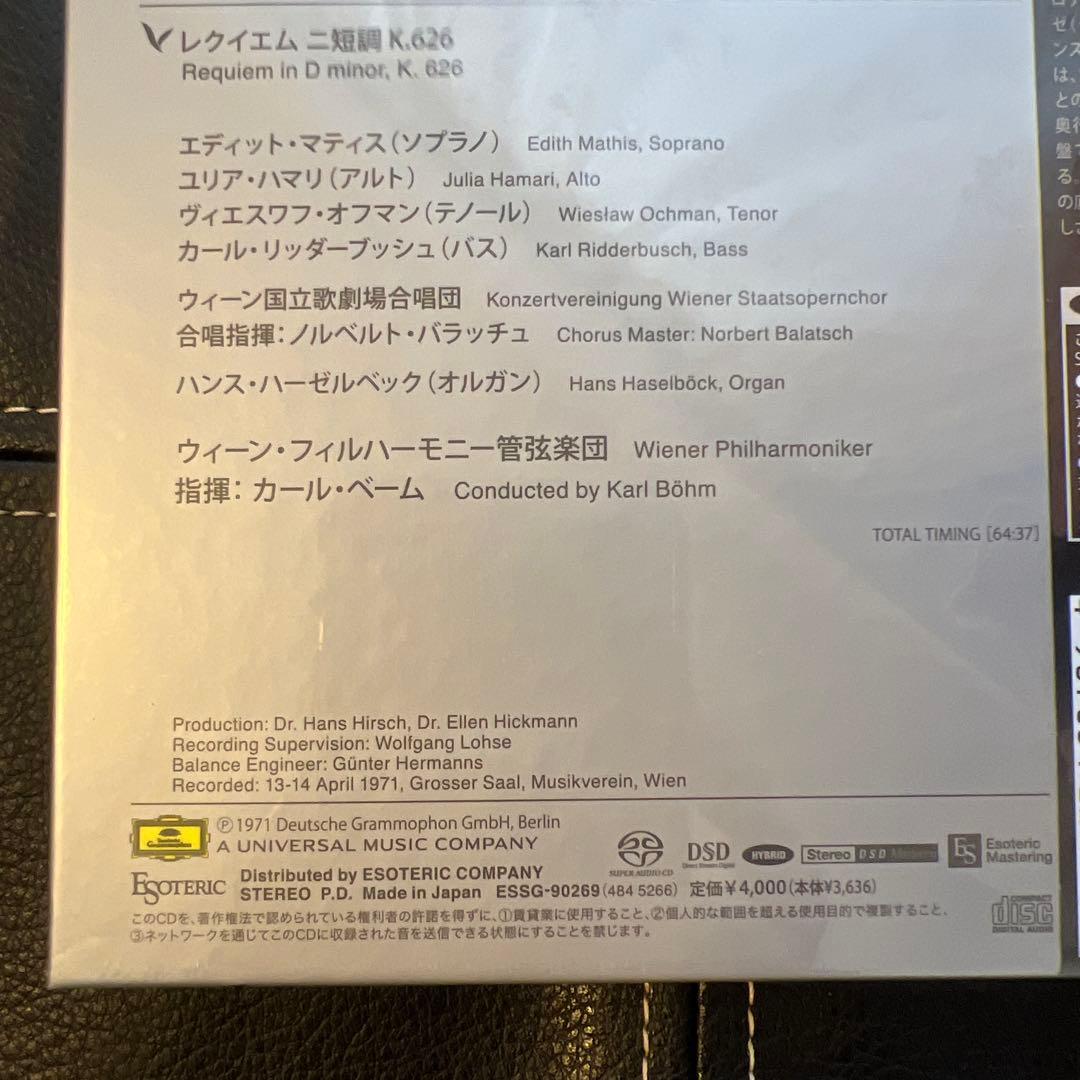 レクイエム ニ短調 K.626
Requiem in D minor, K. 626
エディット・マティス(ソプラノ) Edith Mathis, Soprano
ユリア・ハマリ(アルト) Julia Hamari, Alto
ヴィエスワフ・オフマン(テノール) Wiesław Ochman, Tenor
カール・リッダーブッシュ(バス) Karl Ridderbusch, Bass
ウィーン国立歌劇場合唱団 Konzertvereinigung Wiener Staatsopernchor
合唱指揮:ノルベルト・バラッチュ Chorus Master: Norbert Balatsch
ハンス・ハーゼルベック(オルガン) Hans Haselböck, Organ
ウィーン・フィルハーモニー管弦楽団 Wiener Philharmoniker
指揮: カール・ベーム Conducted by Karl Böhm
TOTAL TIMING [64:37]
Production: Dr. Hans Hirsch, Dr. Ellen Hickmann
Recording Supervision: Wolfgang Lohse
Balance Engineer: Günter Hermanns
Recorded: 13-14 April 1971, Grosser Saal, Musikverein, Wien
Deutsche Grammophon
℗1971 Deutsche Grammophon GmbH, Berlin
A UNIVERSAL MUSIC COMPANY
SUPER AUDIO CD
DSD
Direct Stream Digital
HYBRID
Stereo DSD
ES Esoteric Mastering
ESOTERIC
Distributed by ESOTERIC COMPANY
STEREO P.D. Made in Japan ESSG-90269(484 5266) 定価¥4,000(本体¥3,636)
このCDを、著作権法で認められている権利者の許諾を得ずに、①賃貸業に使用すること、②個人的な範囲を超える使用目的で複製すること、
③ネットワークを通じてこのCDに収録された音を送信できる状態にすることを禁じます。
COMPACT disc DIGITAL AUDIO